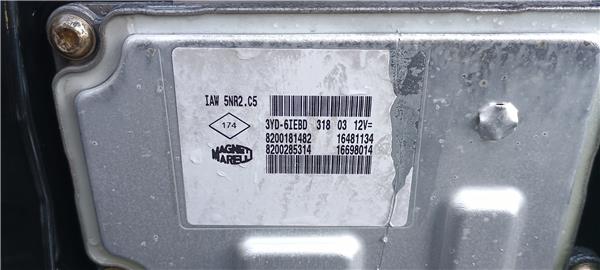 IAW 5NR2.C5
174
3YD-6IEBD 318 03 12V=
8200181482 16481134
8200285314 16698014
MAGNETI
MARELLI